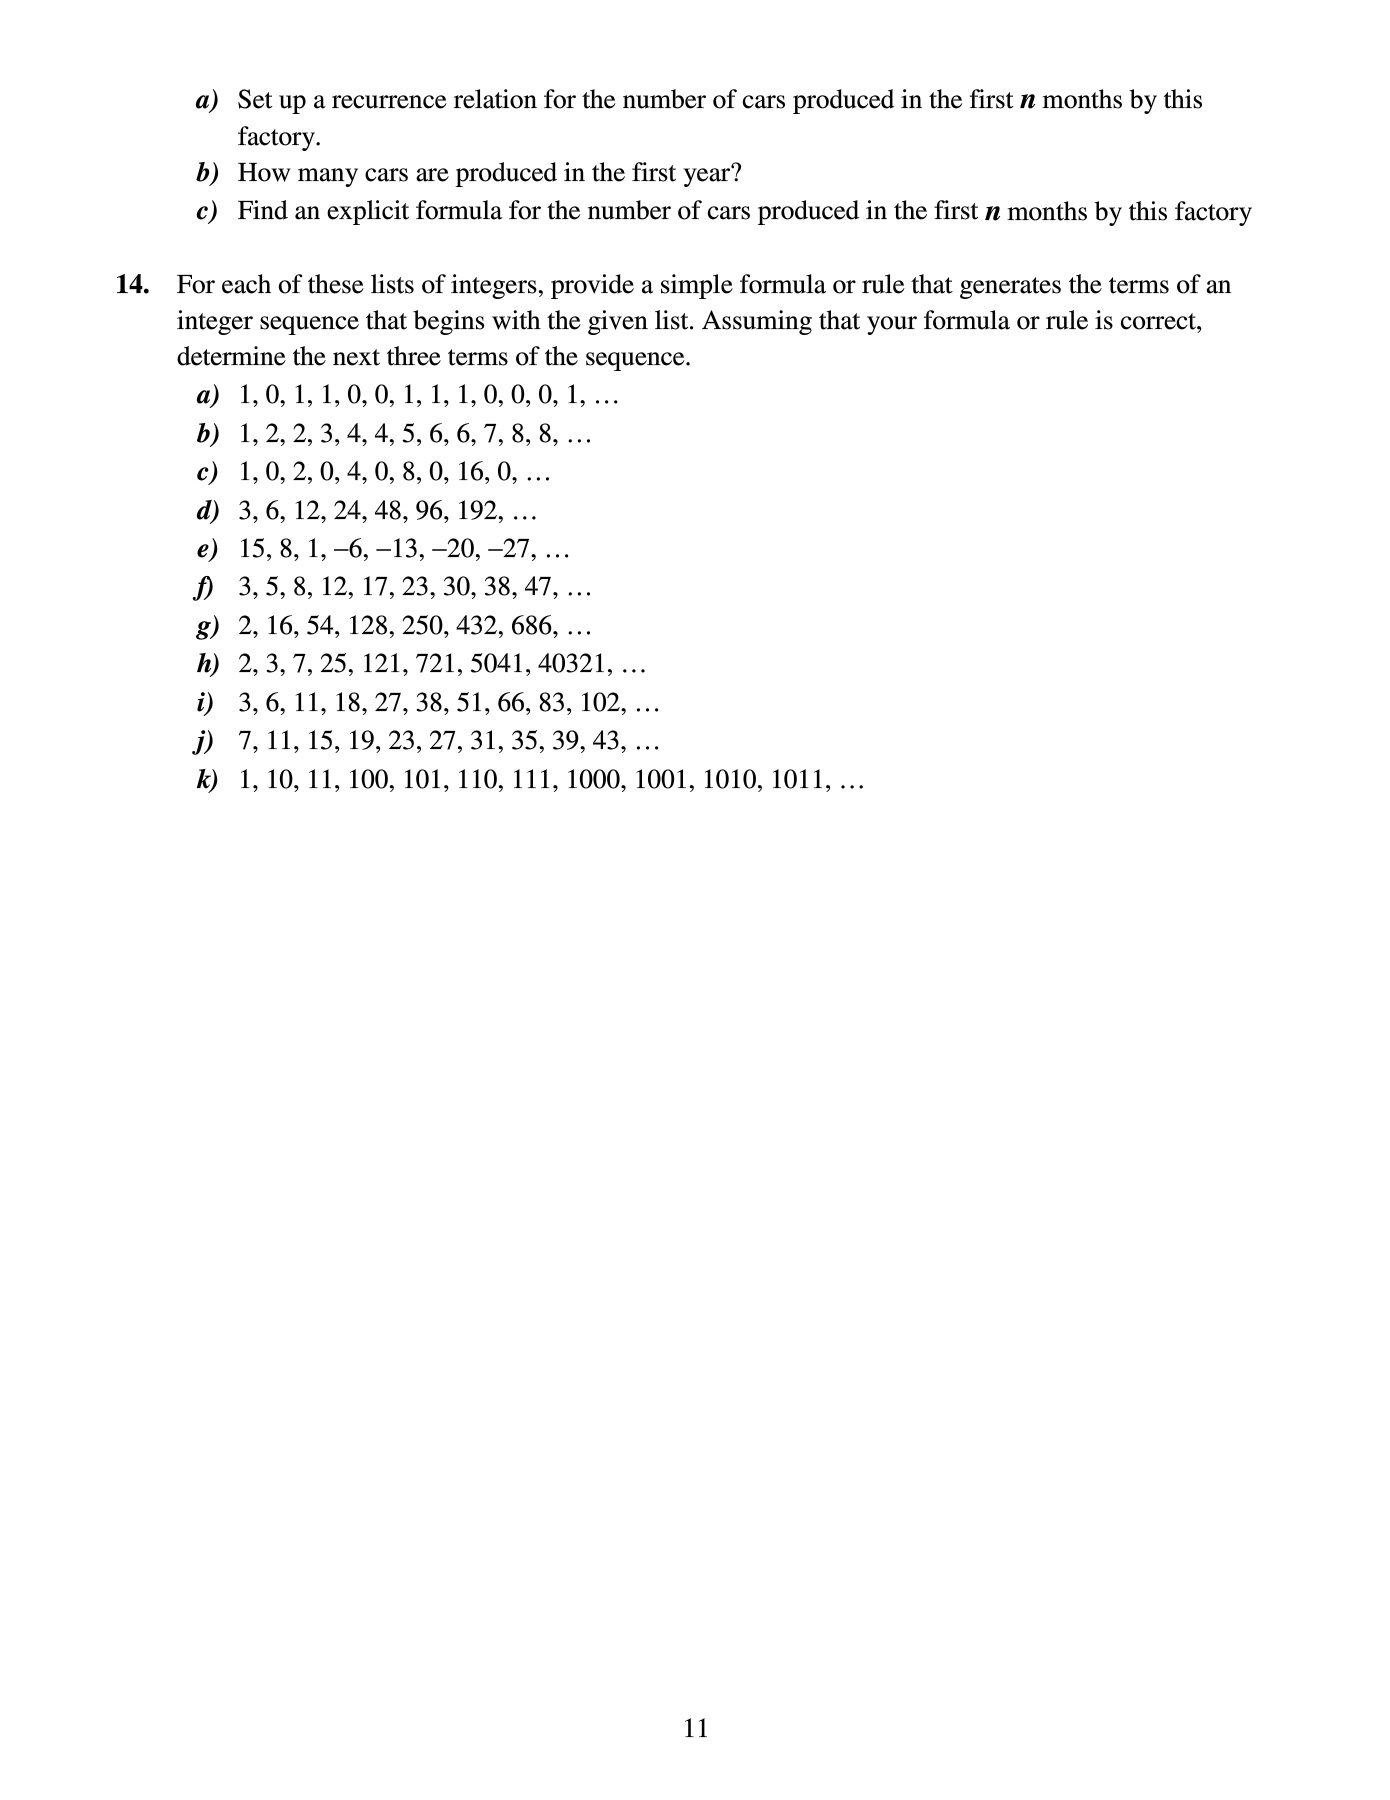 a) Set up a recurrence relation for the number of cars produced in the first n months by this
factory.
b) How many cars are produced in the first year?
c) Find an explicit formula for the number of cars produced in the first n months by this factory
14. For each of these lists of integers, provide a simple formula or rule that generates the terms of an
integer sequence that begins with the given list. Assuming that your formula or rule is correct,
determine the next three terms of the sequence.
a) 1, 0, 1, 1, 0, 0, 1, 1, 1, 0, 0, 0, 1, …
b) 1, 2, 2, 3, 4, 4, 5, 6, 6, 7, 8, 8, …
c) 1, 0, 2, 0, 4, 0, 8, 0, 16, 0, …
d) 3, 6, 12, 24, 48, 96, 192, …
e) 15, 8, 1, –6, –13, –20, –27, …
f) 3, 5, 8, 12, 17, 23, 30, 38, 47, …
g) 2, 16, 54, 128, 250, 432, 686, …
h) 2, 3, 7, 25, 121, 721, 5041, 40321, …
i) 3, 6, 11, 18, 27, 38, 51, 66, 83, 102, …
j) 7, 11, 15, 19, 23, 27, 31, 35, 39, 43, …
k) 1, 10, 11, 100, 101, 110, 111, 1000, 1001, 1010, 1011, …
11